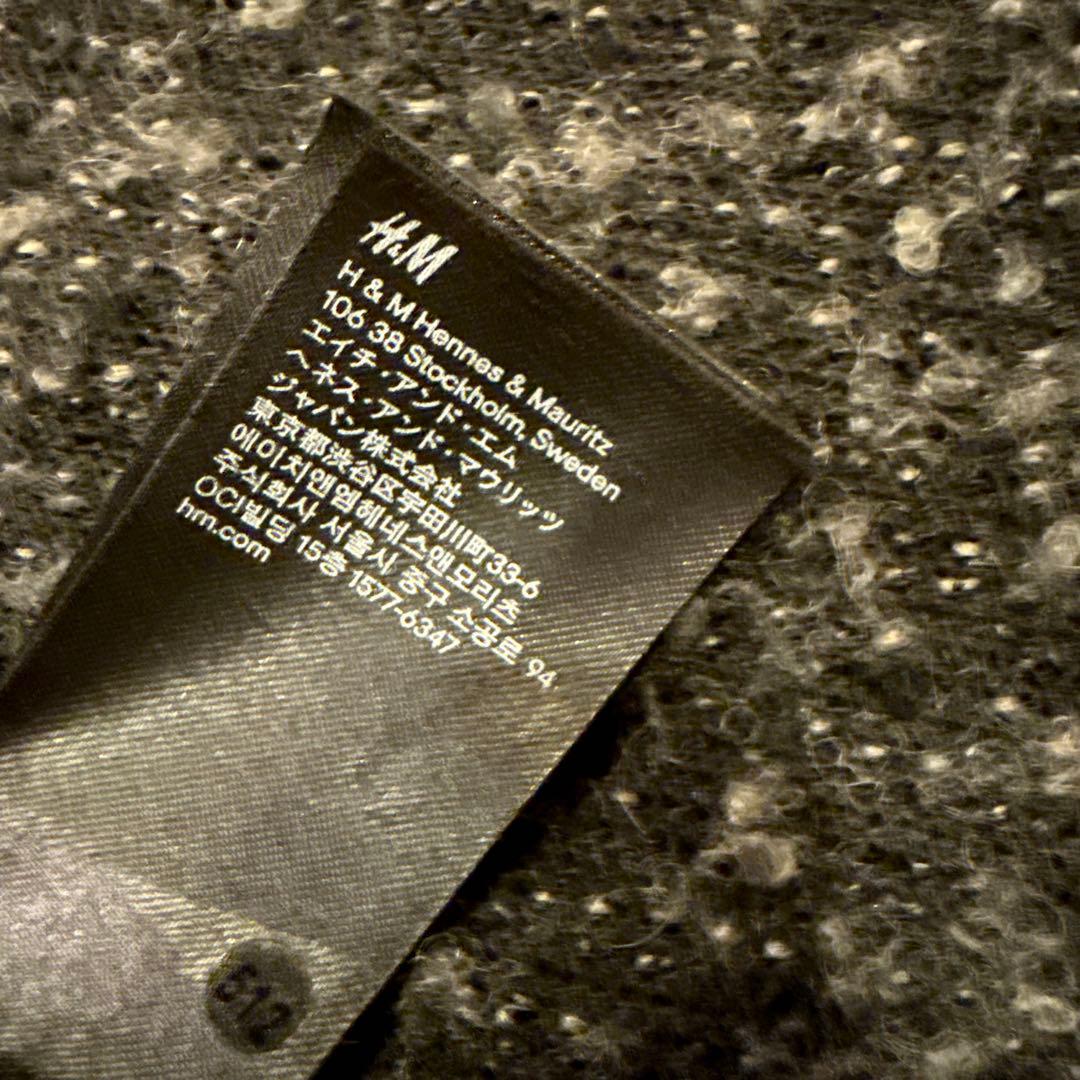 H&M
H & M Hennes & Mauritz
106 38 Stockholm, Sweden
エイチ・アンド・エム
ヘネス・アンド・マウリッツ
ジャパン株式会社
東京都渋谷区宇田川町33-6
에이치앤엠헤네스앤모리츠
주식회사 서울시 중구 소공로 94
OCI빌딩 15층 1577-6347
hm.com
612